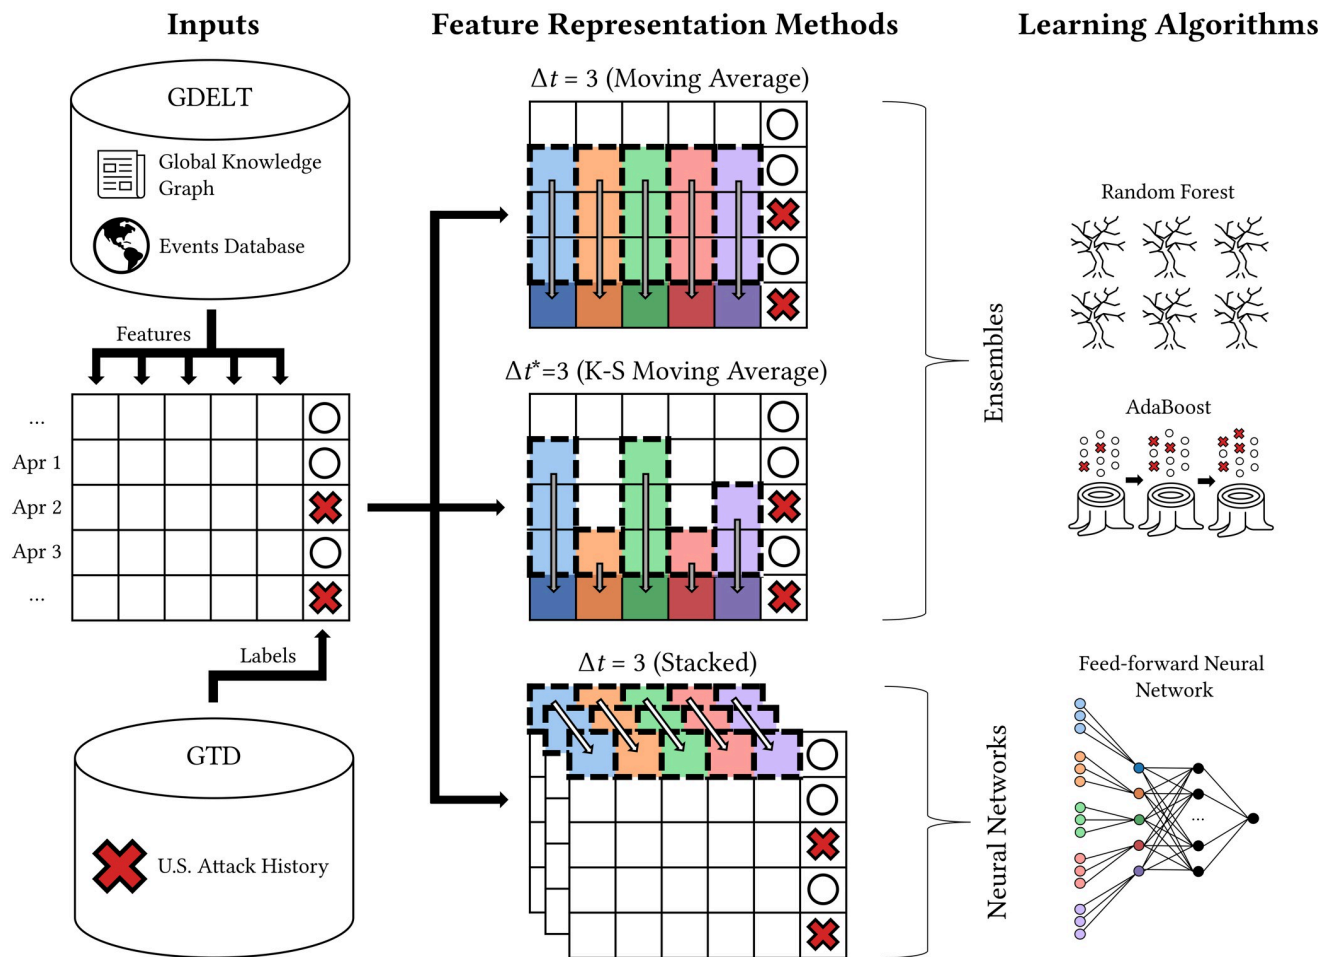 Inputs
Feature Representation Methods
Learning Algorithms
GDELT
Global Knowledge
Graph
Events Database
Features
...
Apr 1
Apr 2
Apr 3
...
Labels
GTD
U.S. Attack History
Δt = 3 (Moving Average)
Δt*=3 (K-S Moving Average)
Δt = 3 (Stacked)
Ensembles
Neural Networks
Random Forest
AdaBoost
Feed-forward Neural
Network
...